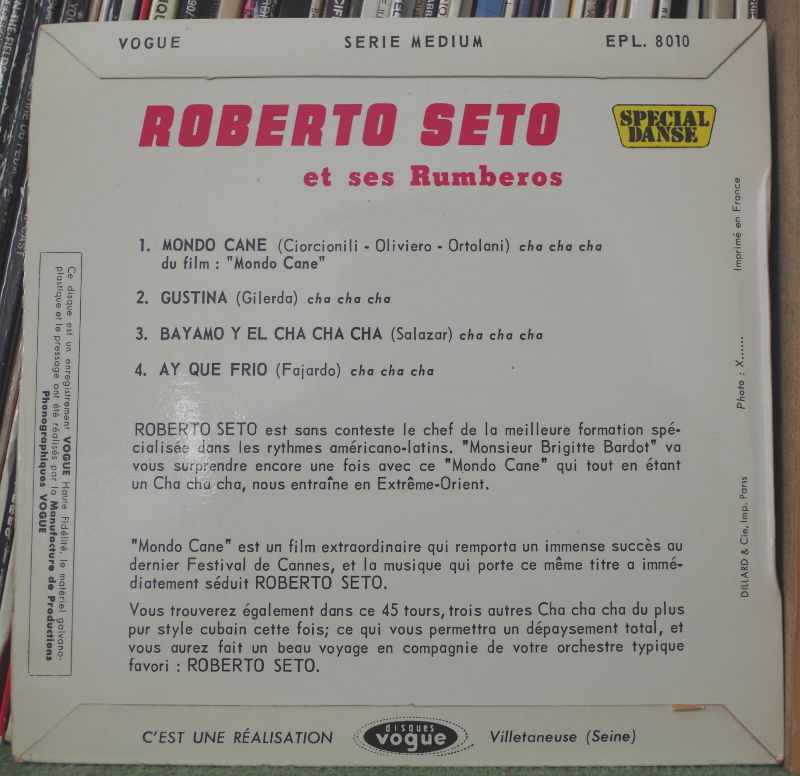 VOGUE SERIE MEDIUM EPL. 8010
ROBERTO SETO
SPECIAL
DANSE
et ses Rumberos
1. MONDO CANE (Ciorcionili - Oliviero - Ortolani) cha cha cha
du film : "Mondo Cane"
2. GUSTINA (Gilerda) cha cha cha
3. BAYAMO Y EL CHA CHA CHA (Salazar) cha cha cha
4. AY QUE FRIO (Fajardo) cha cha cha
ROBERTO SETO est sans conteste le chef de la meilleure formation spé-
cialisée dans les rythmes américano-latins. "Monsieur Brigitte Bardot" va
vous surprendre encore une fois avec ce "Mondo Cane" qui tout en étant
un Cha cha cha, nous entraîne en Extrême-Orient.
"Mondo Cane" est un film extraordinaire qui remporta un immense succès au
dernier Festival de Cannes, et la musique qui porte ce même titre a immé-
diatement séduit ROBERTO SETO.
Vous trouverez également dans ce 45 tours, trois autres Cha cha cha du plus
pur style cubain cette fois; ce qui vous permettra un dépaysement total, et
vous aurez fait un beau voyage en compagnie de votre orchestre typique
favori : ROBERTO SETO.
Ce disque est un enregistrement VOGUE Haute Fidélité, le matériel galvano-
plastique et le pressage ont été réalisés par la Manufacture de Productions
Phonographiques VOGUE
Imprimé en France
Photo : X......
DILLARD & Cie, Imp. Paris
C'EST UNE RÉALISATION disques vogue Villetaneuse (Seine)